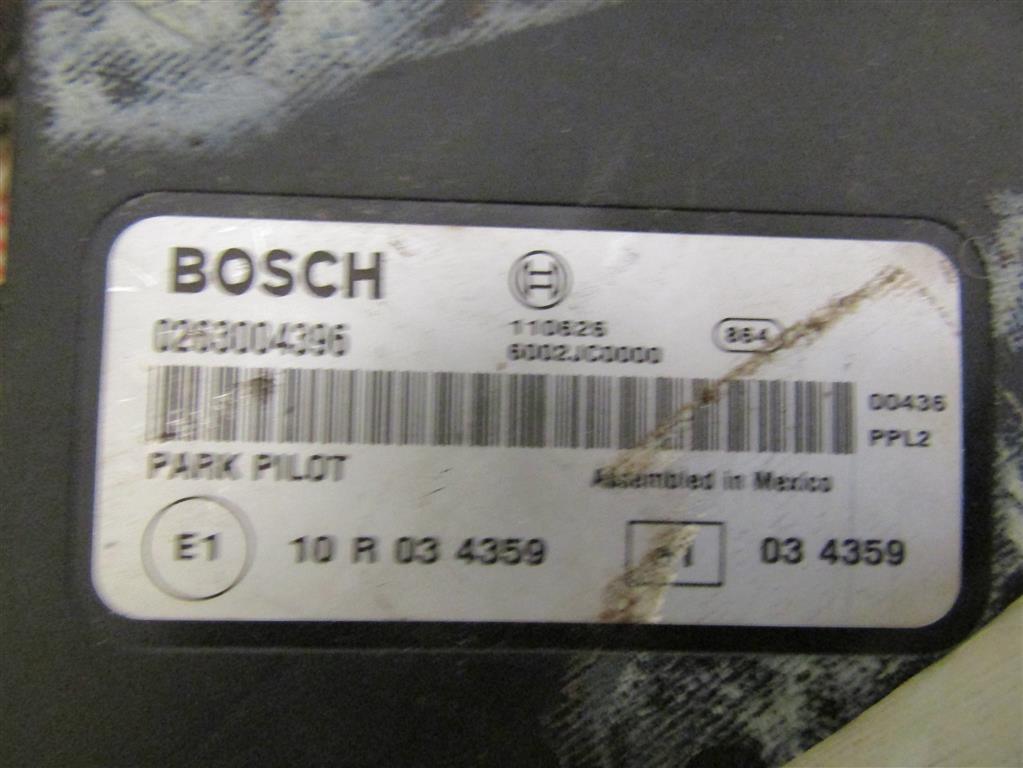 BOSCH
0263004396
110626
6002JC0000
864
00436
PPL2
PARK PILOT
Assembled in Mexico
E1 10 R 03 4359
03 4359